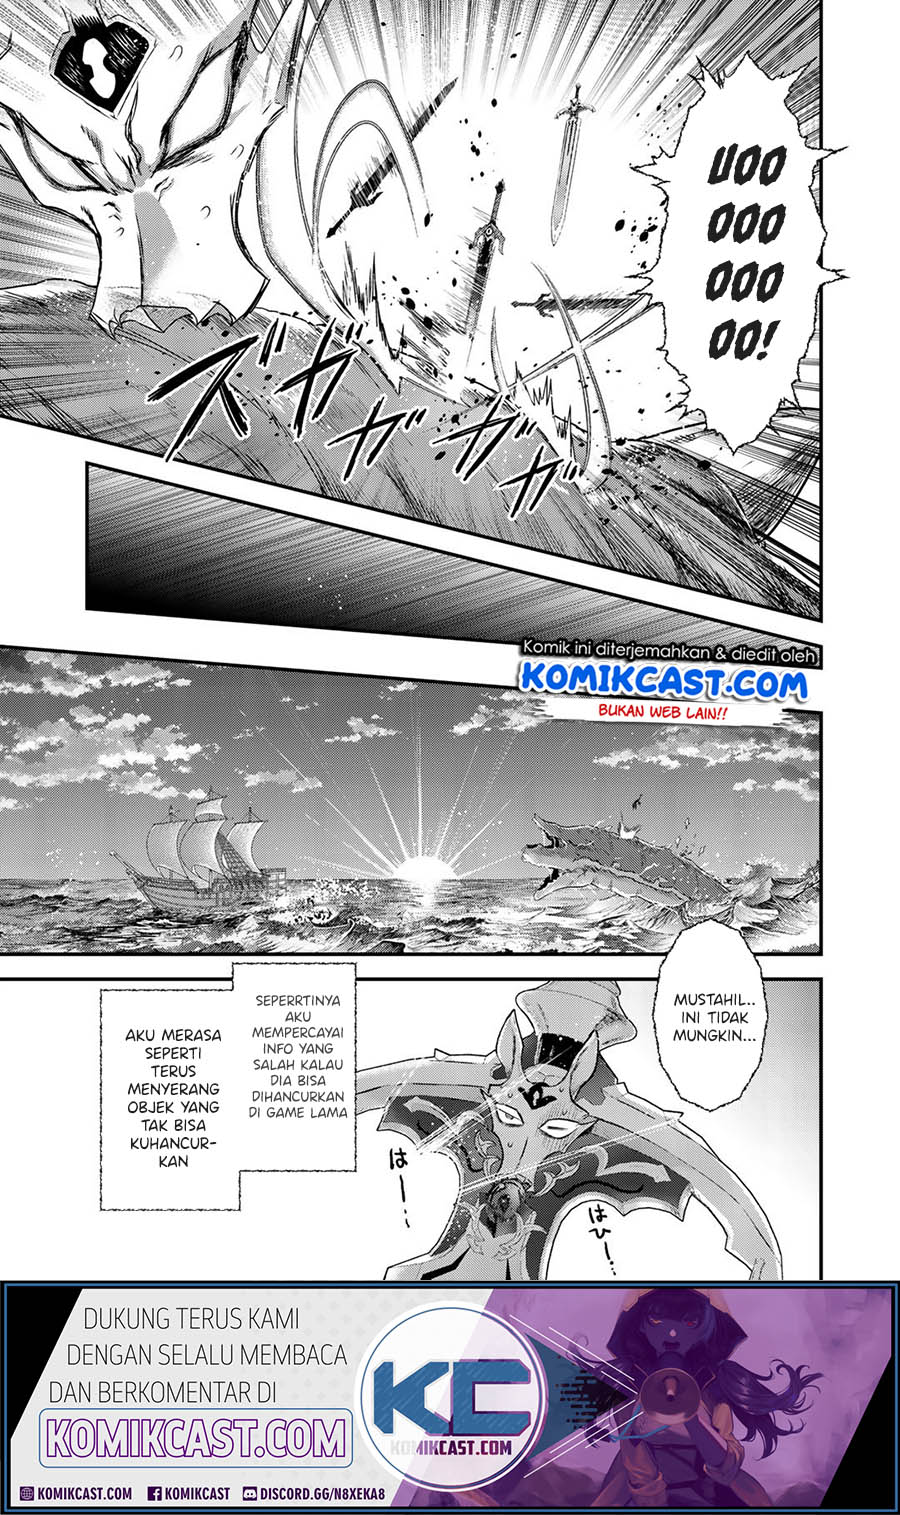 UOO
OOO
OOO
OO!
ズガガガ
Komik ini diterjemahkan & diedit oleh
KOMIKCAST.COM
BUKAN WEB LAIN!!
MUSTAHIL..
INI TIDAK
MUNGKIN...
SEPERRTINYA
AKU
MEMPERCAYAI
INFO YANG
SALAH KALAU
DIA BISA
DIHANCURKAN
DI GAME LAMA
AKU MERASA
SEPERTI
TERUS
MENYERANG
OBJEK YANG
TAK BISA
KUHANCUR-
KAN
はひー...
はー...
DUKUNG TERUS KAMI
DENGAN SELALU MEMBACA
DAN BERKOMENTAR DI
KOMIKCAST.COM
KC
KOMIKCAST.COM
KOMIKCAST.COM
KOMIKCAST
DISCORD.GG/N8XEKA8